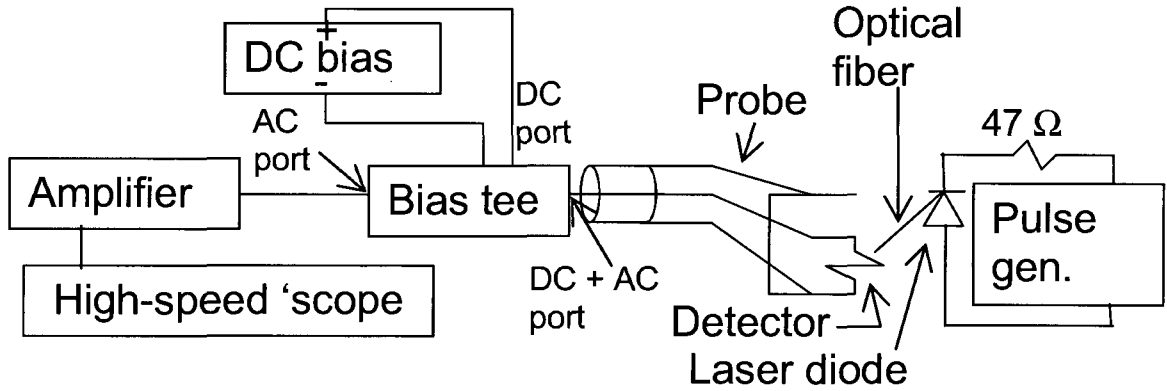 Optical
fiber
+
DC bias
-
DC
port
Probe
AC
port
47 Ω
Amplifier
Bias tee
Pulse
gen.
High-speed ‘scope
DC + AC
port
Detector
Laser diode